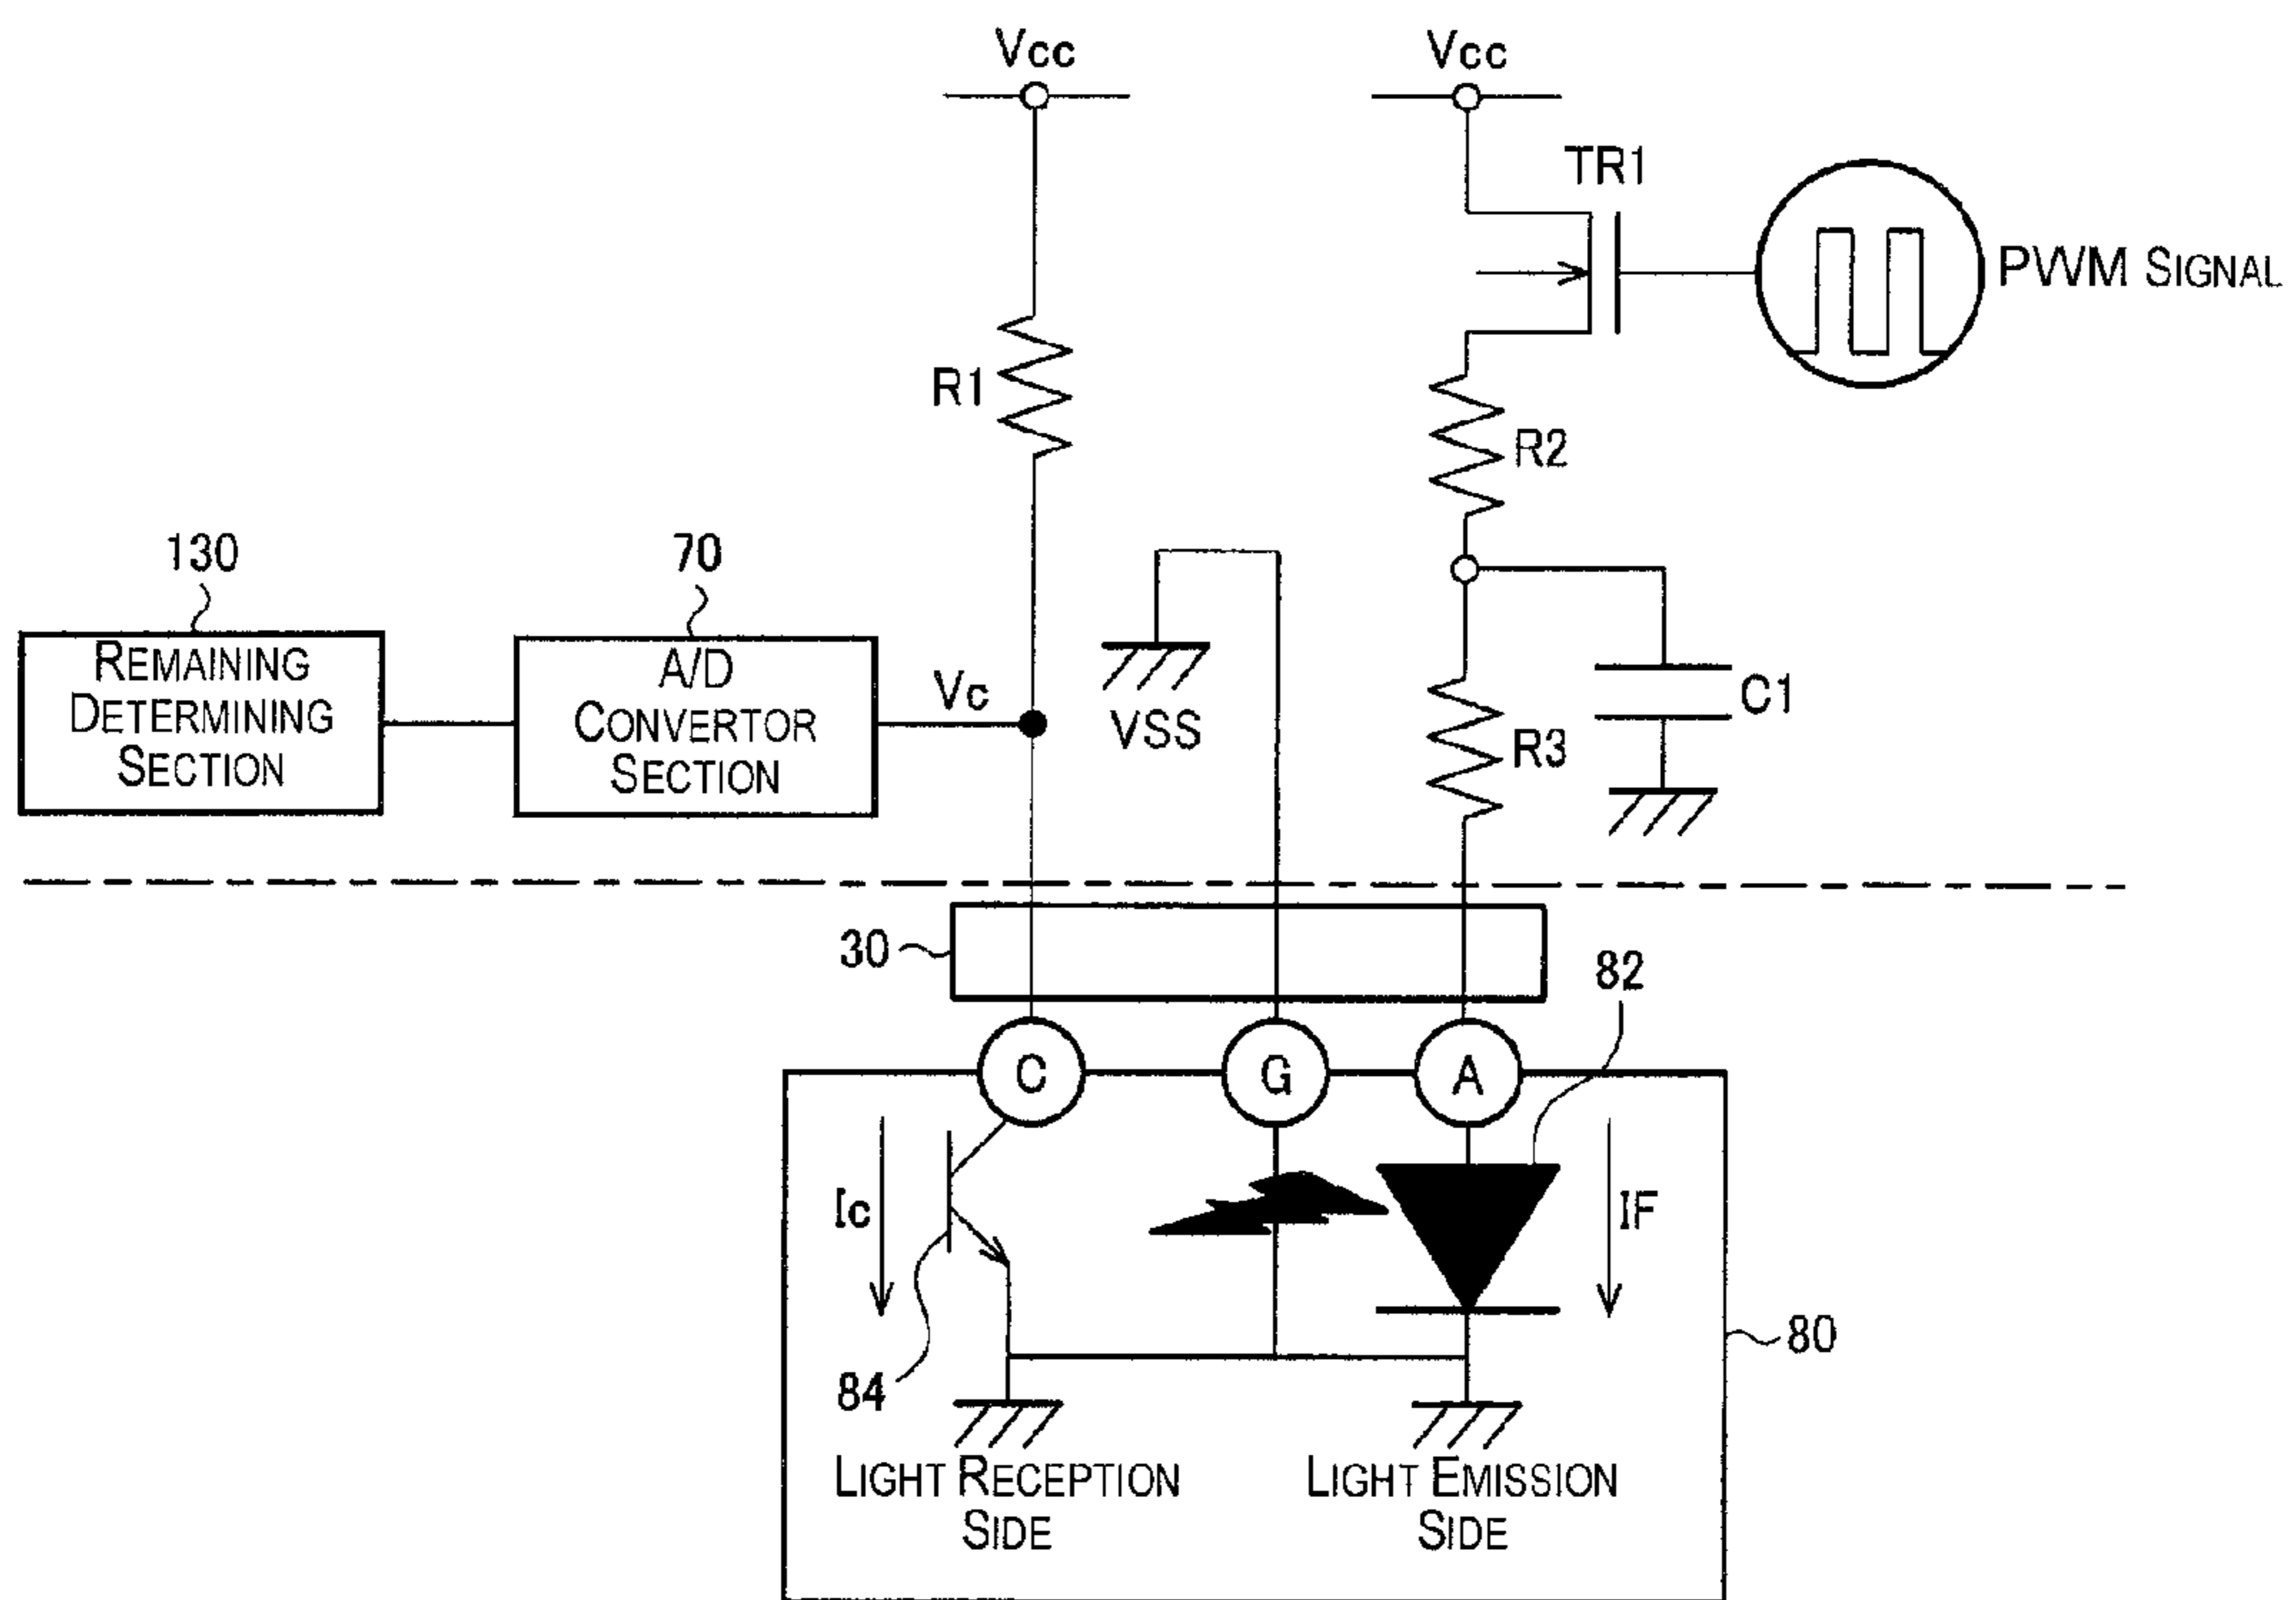 Vcc
Vcc
TR1
PWM SIGNAL
R1
R2
130
70
REMAINING
DETERMINING
SECTION
A/D
CONVERTOR
SECTION
Vc
VSS
C1
R3
30
82
C
G
A
Ic
IF
84
80
LIGHT RECEPTION
SIDE
LIGHT EMISSION
SIDE